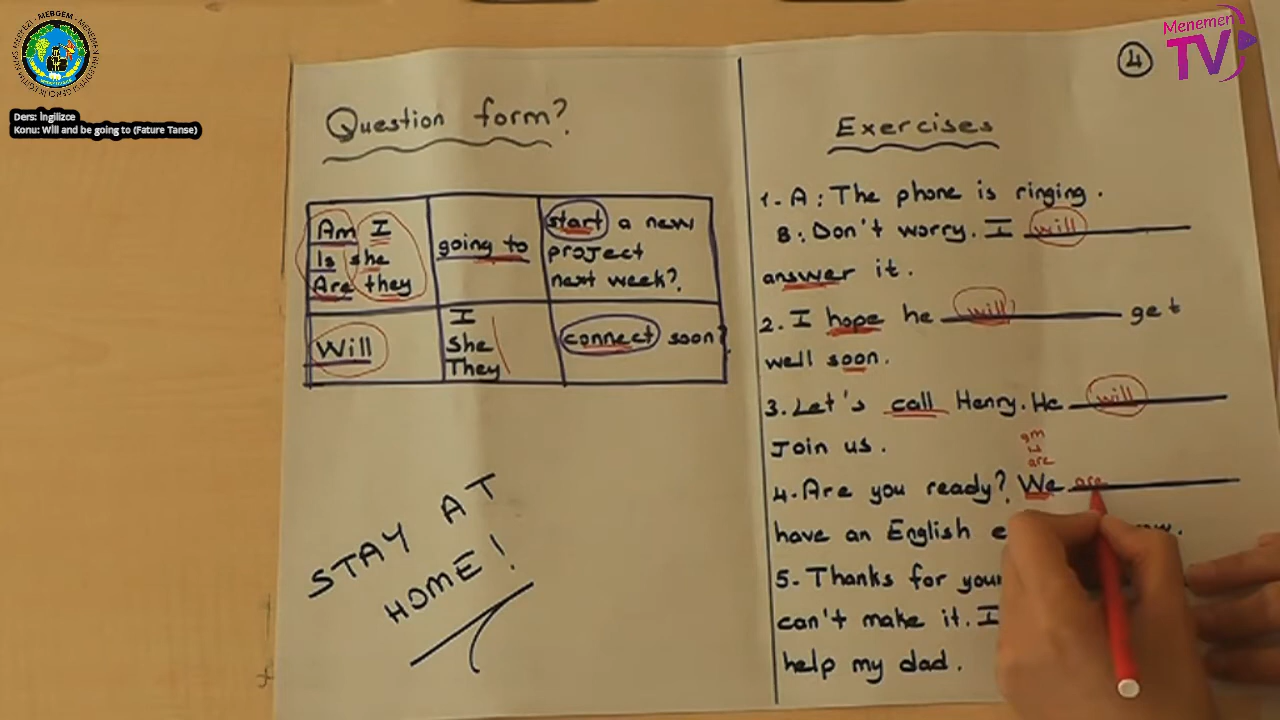 Menemen
TV
Ders: İngilizce
Konu: Will and be going to (Fature Tanse)
4
Question form?
Am I
Is she
Are they
going to
start a new
project
next week?
Will
I
She
They
connect soon?
STAY AT
HOME!
Exercises
1. A: The phone is ringing.
B: Don't worry. I will
answer it.
2. I hope he will get
well soon.
3. Let's call Henry. He will
Join us.
am
is
are
4. Are you ready? We are
have an English
5. Thanks for your
can't make it. I
help my dad.